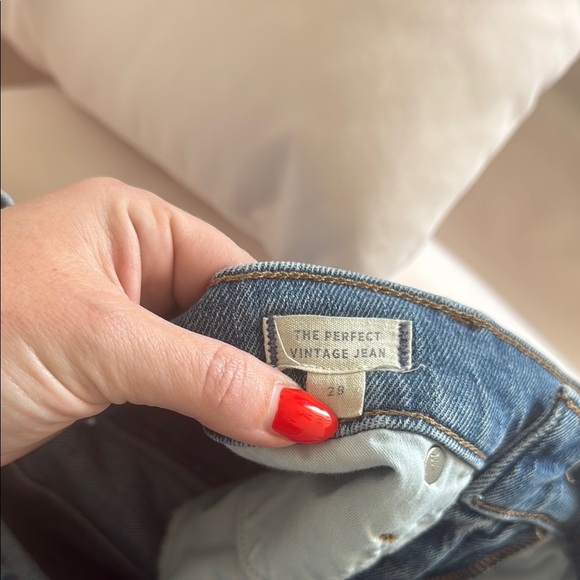 THE PERFECT
VINTAGE JEAN
28